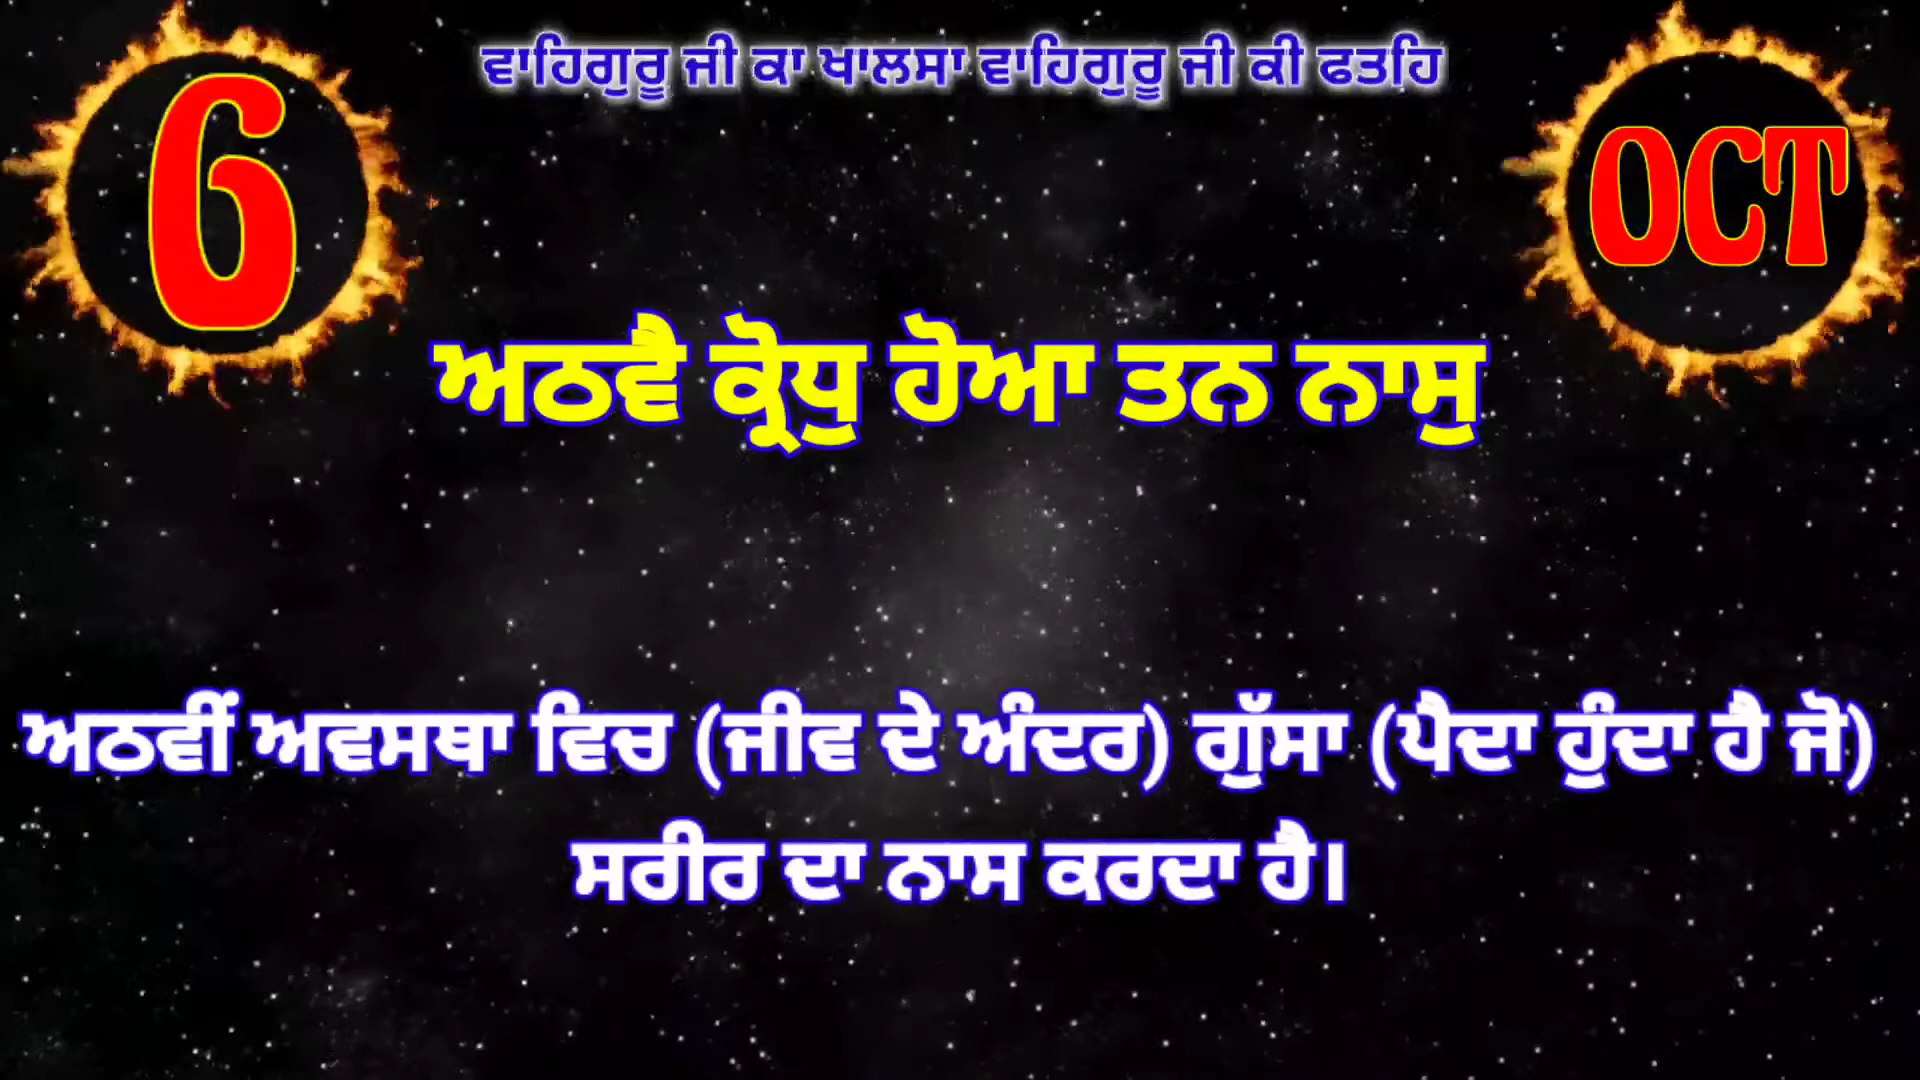 ਵਾਹਿਗੁਰੂ ਜੀ ਕਾ ਖਾਲਸਾ ਵਾਹਿਗੁਰੂ ਜੀ ਕੀ ਫਤਹਿ
6
OCT
ਅਠਵੈ ਕ੍ਰੋਧੁ ਹੋਆ ਤਨ ਨਾਸੁ
ਅਠਵੀਂ ਅਵਸਥਾ ਵਿਚ (ਜੀਵ ਦੇ ਅੰਦਰ) ਗੁੱਸਾ (ਪੈਦਾ ਹੁੰਦਾ ਹੈ ਜੋ)
ਸਰੀਰ ਦਾ ਨਾਸ ਕਰਦਾ ਹੈ।